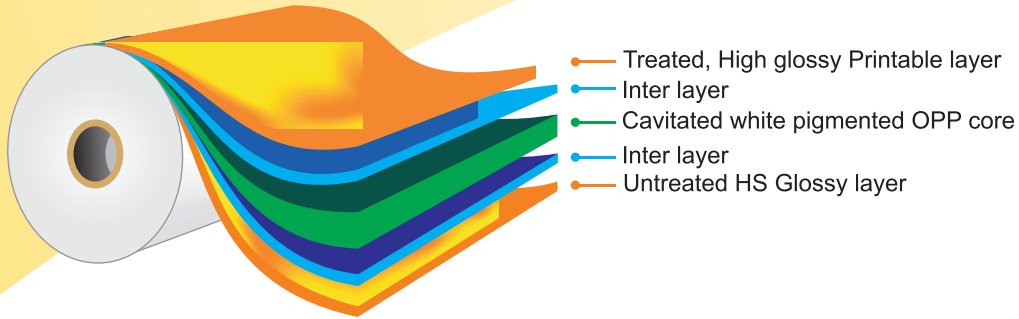 Treated, High glossy Printable layer
Inter layer
Cavitated white pigmented OPP core
Inter layer
Untreated HS Glossy layer